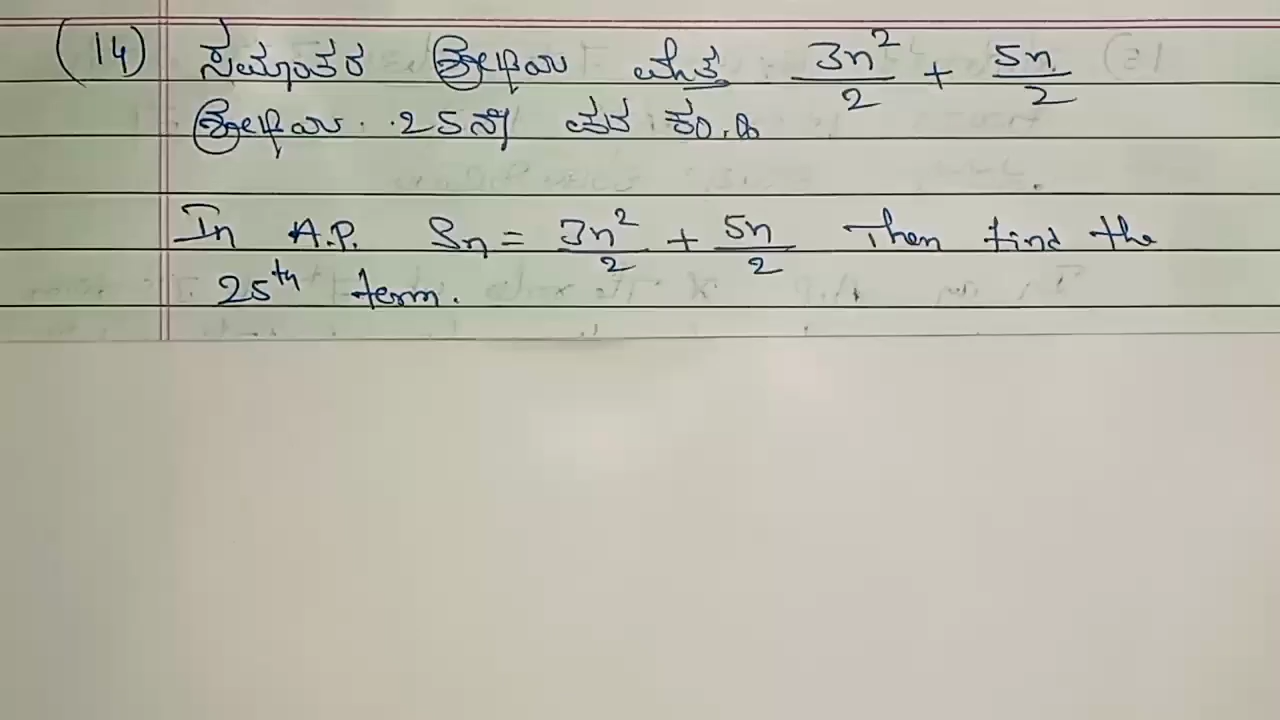 (14) ಸಮಾಂತರ ಶ್ರೇಢಿಯ ಮೊತ್ತ 3n²/2 + 5n/2
ಶ್ರೇಢಿಯ 25ನೇ ಪದ ಕಂ.ಹಿ
In A.P. Sn = 3n²/2 + 5n/2 Then find the
25th term.